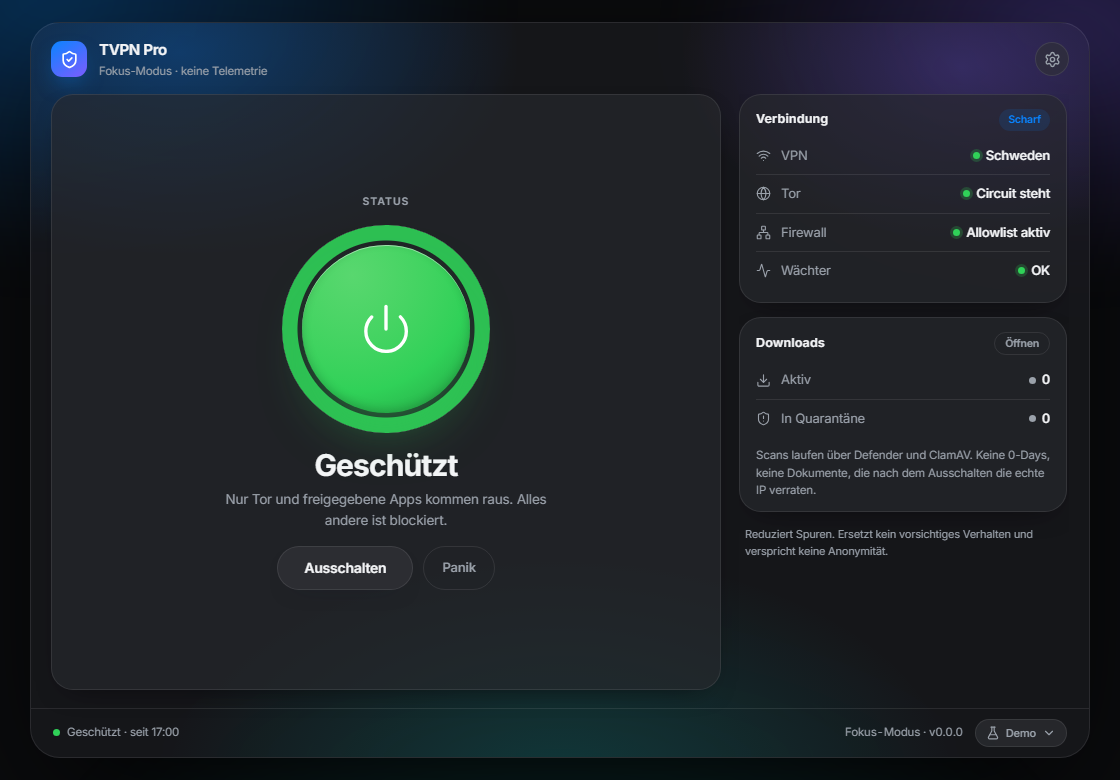 TVPN Pro
Fokus-Modus · keine Telemetrie
STATUS
Geschützt
Nur Tor und freigegebene Apps kommen raus. Alles
andere ist blockiert.
Ausschalten
Panik
Verbindung
Scharf
VPN
Schweden
Tor
Circuit steht
Firewall
Allowlist aktiv
Wächter
OK
Downloads
Öffnen
Aktiv
0
In Quarantäne
0
Scans laufen über Defender und ClamAV. Keine 0-Days,
keine Dokumente, die nach dem Ausschalten die echte
IP verraten.
Reduziert Spuren. Ersetzt kein vorsichtiges Verhalten und
verspricht keine Anonymität.
Geschützt · seit 17:00
Fokus-Modus · v0.0.0
Demo